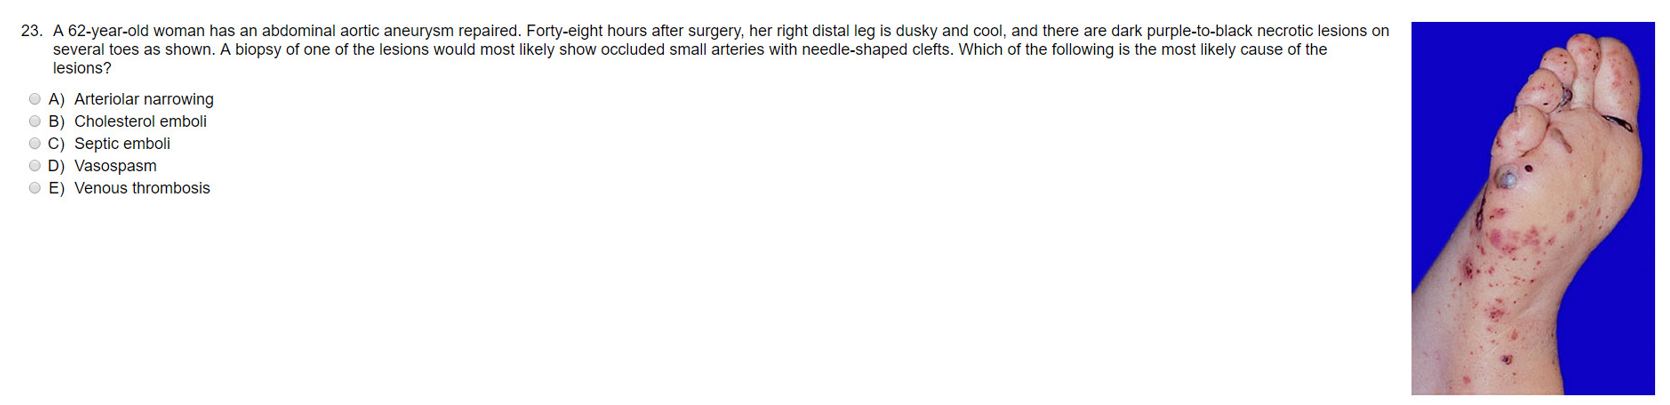 23. A 62-year-old woman has an abdominal aortic aneurysm repaired. Forty-eight hours after surgery, her right distal leg is dusky and cool, and there are dark purple-to-black necrotic lesions on
several toes as shown. A biopsy of one of the lesions would most likely show occluded small arteries with needle-shaped clefts. Which of the following is the most likely cause of the
lesions?
A) Arteriolar narrowing
B) Cholesterol emboli
C) Septic emboli
D) Vasospasm
E) Venous thrombosis